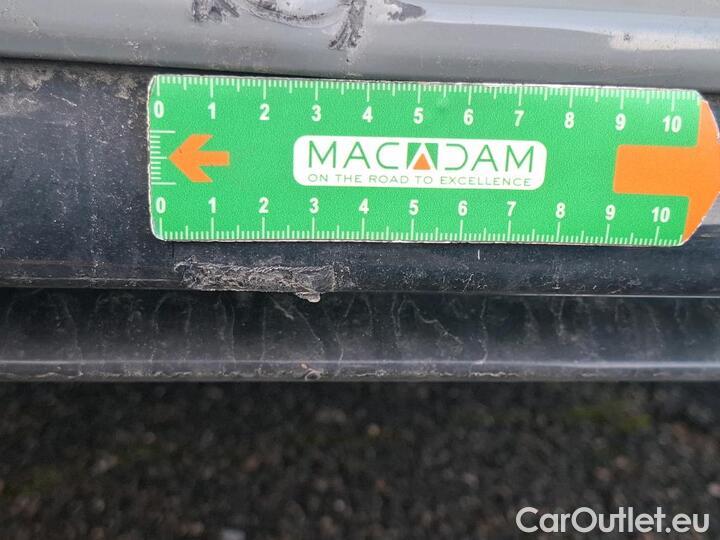 0 1 2 3 4 5 6 7 8 9 10
MACADAM
ON THE ROAD TO EXCELLENCE
0 1 2 3 4 5 6 7 8 9 10
CarOutlet.eu